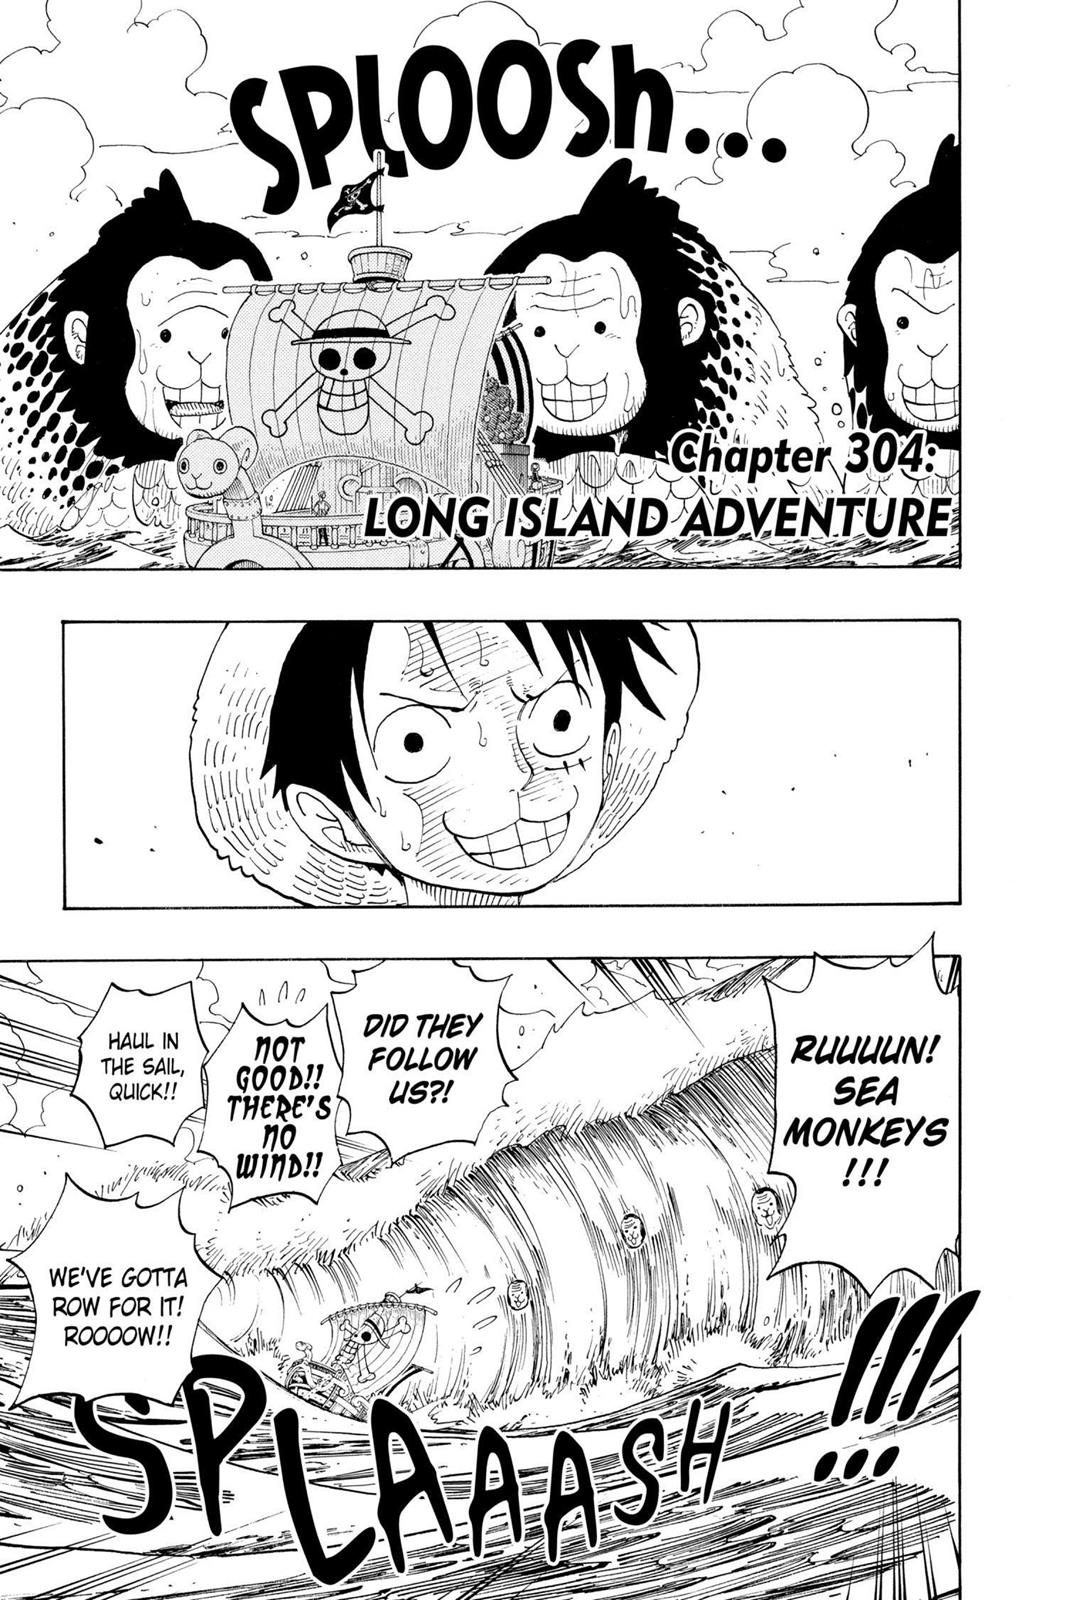 SPLOOSh...
Chapter 304:
LONG ISLAND ADVENTURE
RUUUUN!
SEA
MONKEYS
!!!
DID THEY
FOLLOW
US?!
NOT
GOOD!!
THERE'S
NO
WIND!!
HAUL IN
THE SAIL,
QUICK!!
WE'VE GOTTA
ROW FOR IT!
ROOOOW!!
SPLAAASH!!!